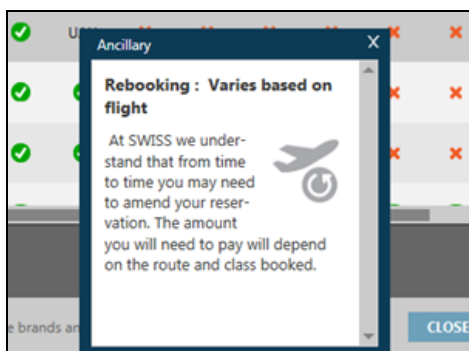 Ancillary
X
Rebooking : Varies based on
flight
At SWISS we under-
stand that from time
to time you may need
to amend your reser-
vation. The amount
you will need to pay will depend
on the route and class booked.
e brands an
CLOSE